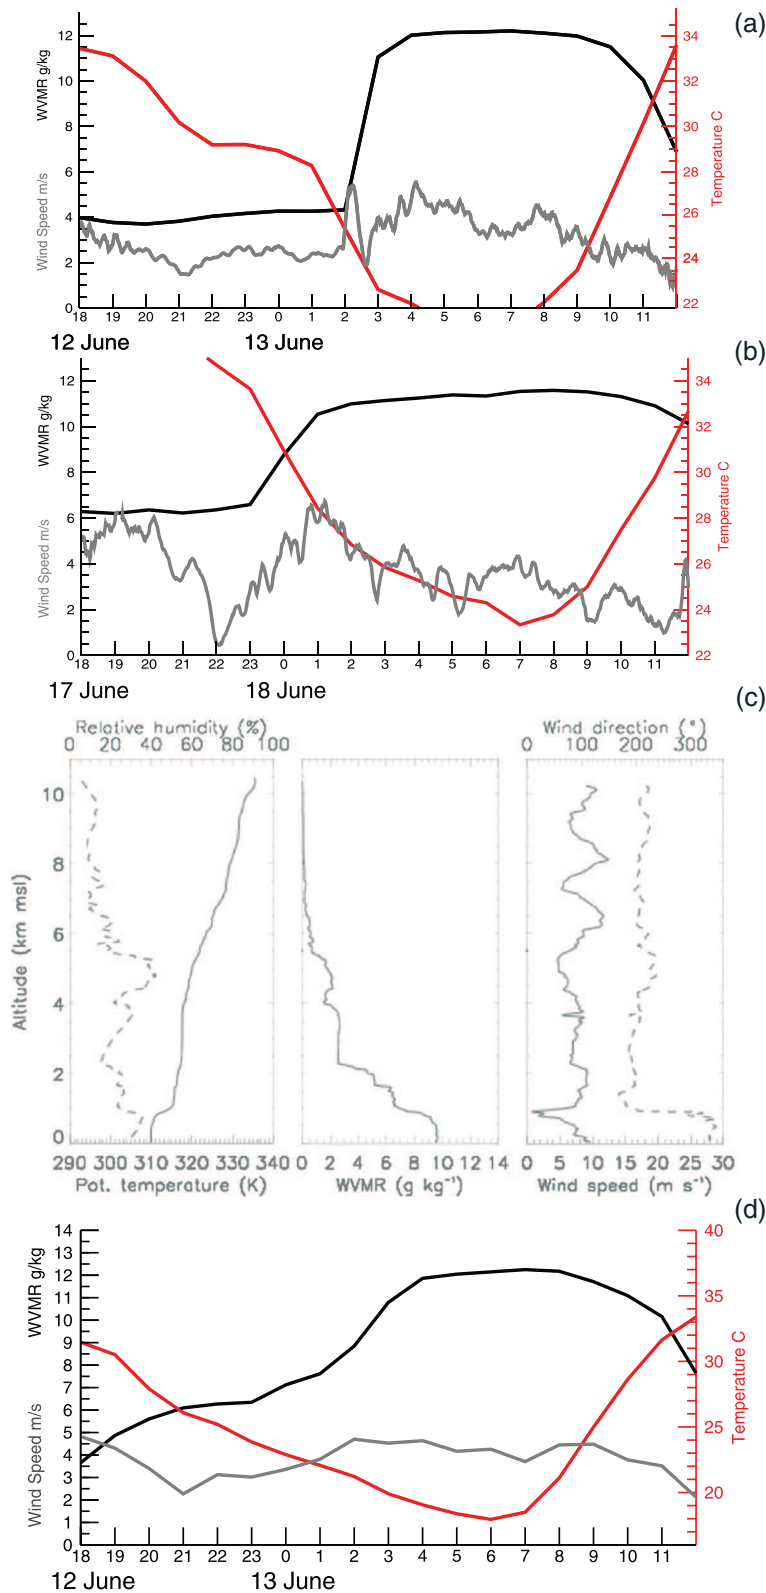 (a)
WVMR g/kg
Wind Speed m/s
Temperature C
12
10
8
6
4
2
0
34
32
30
28
26
24
22
18 19 20 21 22 23 0 1 2 3 4 5 6 7 8 9 10 11
12 June 13 June
(b)
WVMR g/kg
Wind Speed m/s
Temperature C
12
10
8
6
4
2
0
34
32
30
28
26
24
22
18 19 20 21 22 23 0 1 2 3 4 5 6 7 8 9 10 11
17 June 18 June
(c)
Relative humidity (%) Wind direction (°)
0 20 40 60 80 100 0 100 200 300
Altitude (km msl)
10
8
6
4
2
0
290 300 310 320 330 340 0 2 4 6 8 10 12 14 0 5 10 15 20 25 30
Pot. temperature (K) WVMR (g kg⁻¹) Wind speed (m s⁻¹)
(d)
WVMR g/kg
Wind Speed m/s
Temperature C
14
13
12
11
10
9
8
7
6
5
4
3
2
1
0
40
35
30
25
20
18 19 20 21 22 23 0 1 2 3 4 5 6 7 8 9 10 11
12 June 13 June